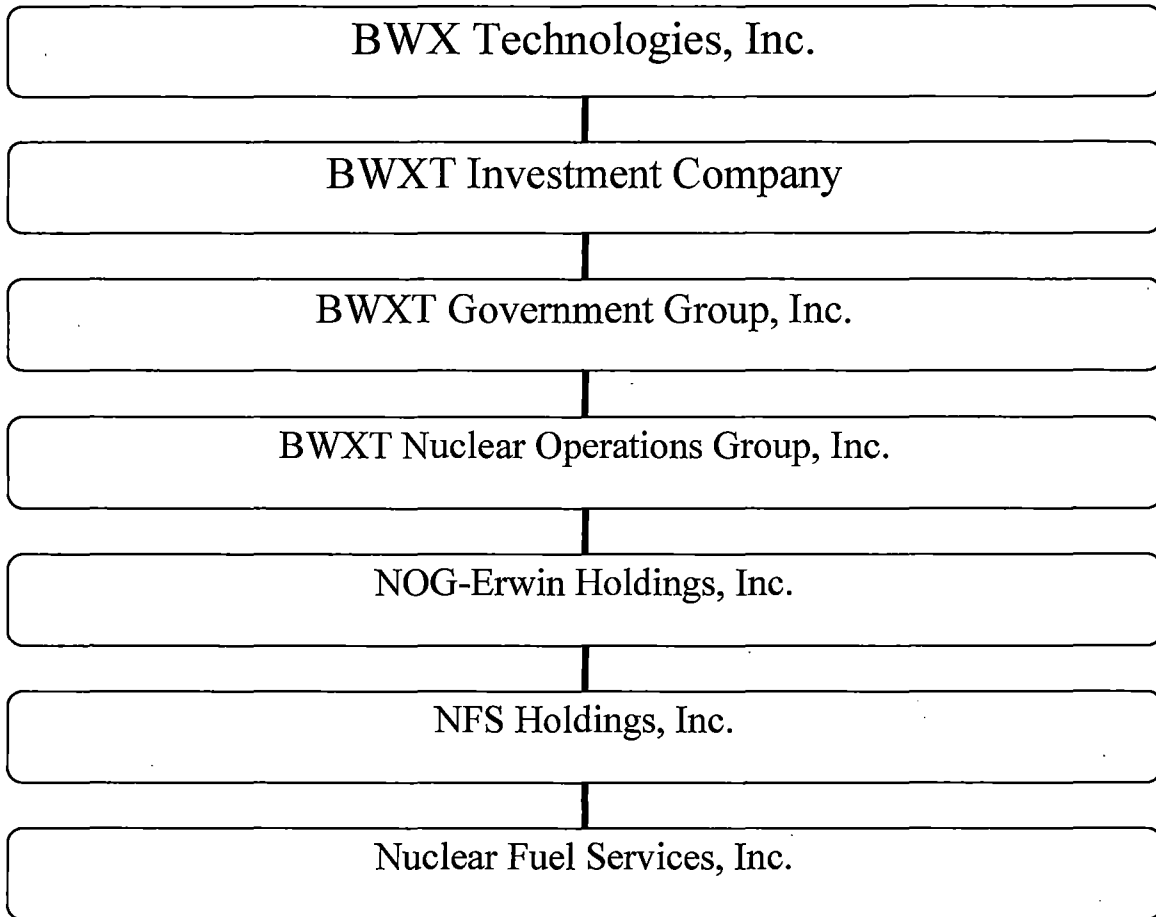 BWX Technologies, Inc.
BWXT Investment Company
BWXT Government Group, Inc.
BWXT Nuclear Operations Group, Inc.
NOG-Erwin Holdings, Inc.
NFS Holdings, Inc.
Nuclear Fuel Services, Inc.